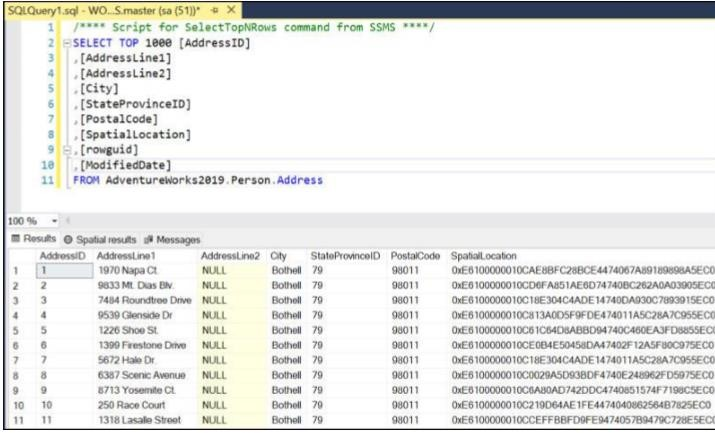 SQLQuery1.sql - WO...S.master (sa (51))*
1 /**** Script for SelectTopNRows command from SSMS ****/
2 SELECT TOP 1000 [AddressID]
3 ,[AddressLine1]
4 ,[AddressLine2]
5 ,[City]
6 ,[StateProvinceID]
7 ,[PostalCode]
8 ,[SpatialLocation]
9 ,[rowguid]
10 ,[ModifiedDate]
11 FROM AdventureWorks2019.Person.Address
100 %
Results Spatial results Messages
AddressID AddressLine1 AddressLine2 City StateProvinceID PostalCode SpatialLocation
1 1 1970 Napa Ct. NULL Bothell 79 98011 0xE6100000010CAE8BFC28BCE4474067A89189898A5EC0
2 2 9833 Mt. Dias Blv. NULL Bothell 79 98011 0xE6100000010CD6FA851AE6D74740BC262A0A03905EC0
3 3 7484 Roundtree Drive NULL Bothell 79 98011 0xE6100000010C18E304C4ADE14740DA930C7893915EC0
4 4 9539 Glenside Dr NULL Bothell 79 98011 0xE6100000010C813A0D5F9FDE474011A5C28A7C955EC0
5 5 1226 Shoe St. NULL Bothell 79 98011 0xE6100000010C61C64D8ABBD94740C460EA3FD8855EC0
6 6 1399 Firestone Drive NULL Bothell 79 98011 0xE6100000010CE0B4E50458DA47402F12A5F80C975EC0
7 7 5672 Hale Dr. NULL Bothell 79 98011 0xE6100000010C18E304C4ADE1474011A5C28A7C955EC0
8 8 6387 Scenic Avenue NULL Bothell 79 98011 0xE6100000010C0029A5D93BDF4740E248962FD5975EC0
9 9 8713 Yosemite Ct. NULL Bothell 79 98011 0xE6100000010C6A80AD742DDC4740851574F7198C5EC0
10 10 250 Race Court NULL Bothell 79 98011 0xE6100000010C219D64AE1FE4474040862564B7825EC0
11 11 1318 Lasalle Street NULL Bothell 79 98011 0xE6100000010CCEFFBBFD9FE9474057B9479C728E5EC0